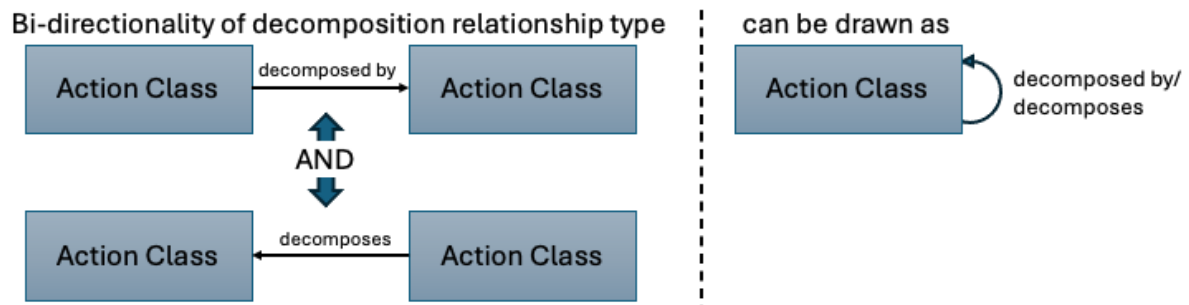 Bi-directionality of decomposition relationship type
Action Class
decomposed by
Action Class
AND
Action Class
decomposes
Action Class
can be drawn as
Action Class
decomposed by/
decomposes